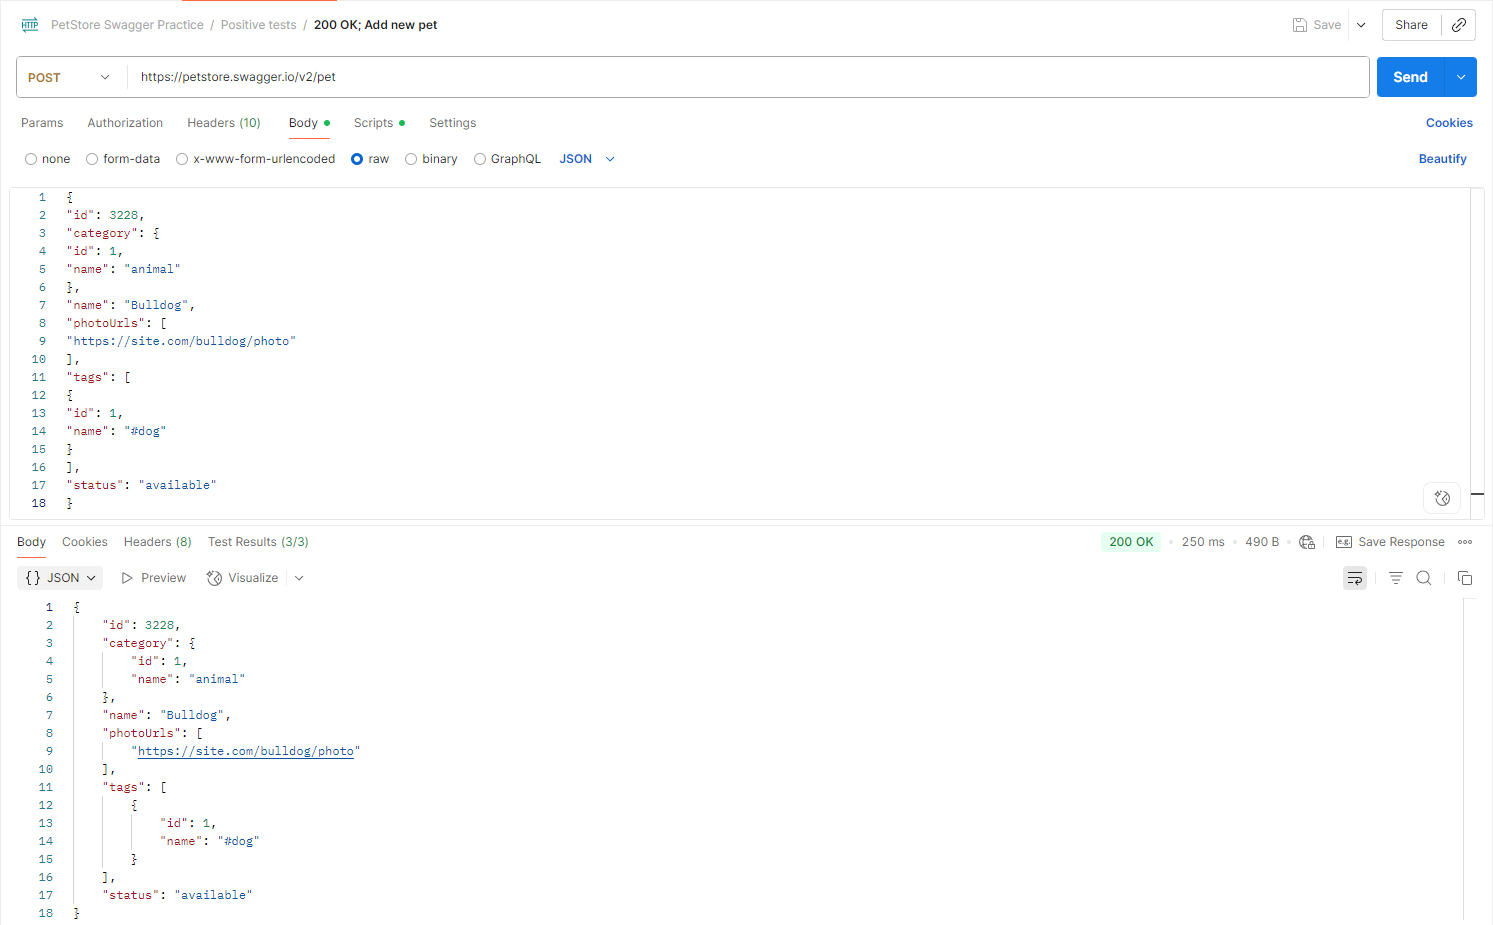 HTTP PetStore Swagger Practice / Positive tests / 200 OK; Add new pet Save Share
POST https://petstore.swagger.io/v2/pet Send
Params Authorization Headers (10) Body Scripts Settings Cookies
none form-data x-www-form-urlencoded raw binary GraphQL JSON Beautify
1 {
2 "id": 3228,
3 "category": {
4 "id": 1,
5 "name": "animal"
6 },
7 "name": "Bulldog",
8 "photoUrls": [
9 "https://site.com/bulldog/photo"
10 ],
11 "tags": [
12 {
13 "id": 1,
14 "name": "#dog"
15 }
16 ],
17 "status": "available"
18 }
Body Cookies Headers (8) Test Results (3/3) 200 OK • 250 ms • 490 B • e.g. Save Response
{} JSON Preview Visualize
1 {
2 "id": 3228,
3 "category": {
4 "id": 1,
5 "name": "animal"
6 },
7 "name": "Bulldog",
8 "photoUrls": [
9 "https://site.com/bulldog/photo"
10 ],
11 "tags": [
12 {
13 "id": 1,
14 "name": "#dog"
15 }
16 ],
17 "status": "available"
18 }